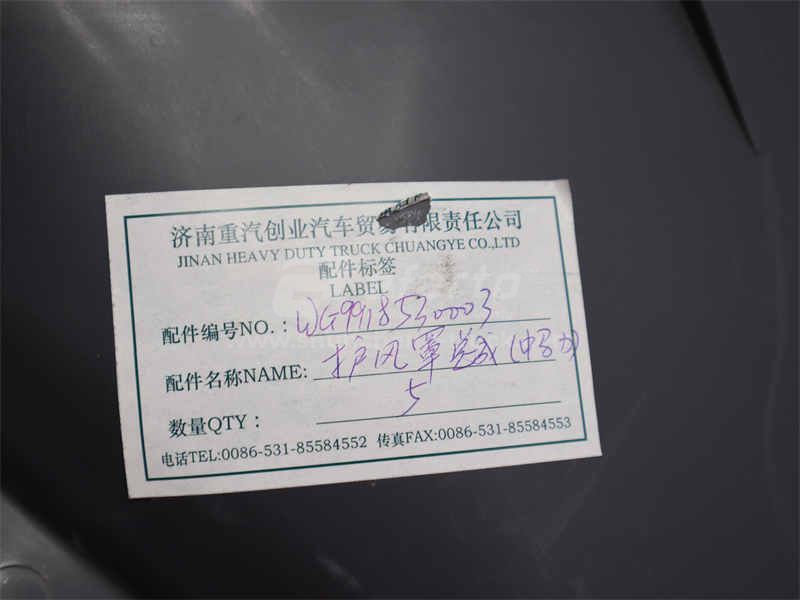 济南重汽创业汽车贸易有限责任公司
JINAN HEAVY DUTY TRUCK CHUANGYE CO.,LTD
配件标签
LABEL
配件编号NO.：WG9918530003
配件名称NAME: 护风罩总成
数量QTY： 5
电话TEL:0086-531-85584552 传真FAX:0086-531-85584553